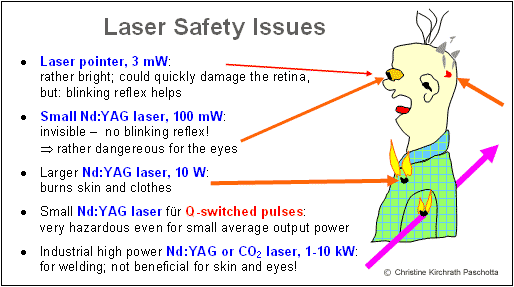 Laser Safety Issues
● Laser pointer, 3 mW:
rather bright; could quickly damage the retina,
but: blinking reflex helps
● Small Nd:YAG laser, 100 mW:
invisible – no blinking reflex!
⇒ rather dangereous for the eyes
● Larger Nd:YAG laser, 10 W:
burns skin and clothes
● Small Nd:YAG laser für Q-switched pulses:
very hazardous even for small average output power
● Industrial high power Nd:YAG or CO₂ laser, 1-10 kW:
for welding; not beneficial for skin and eyes!
© Christine Kirchrath Paschotta